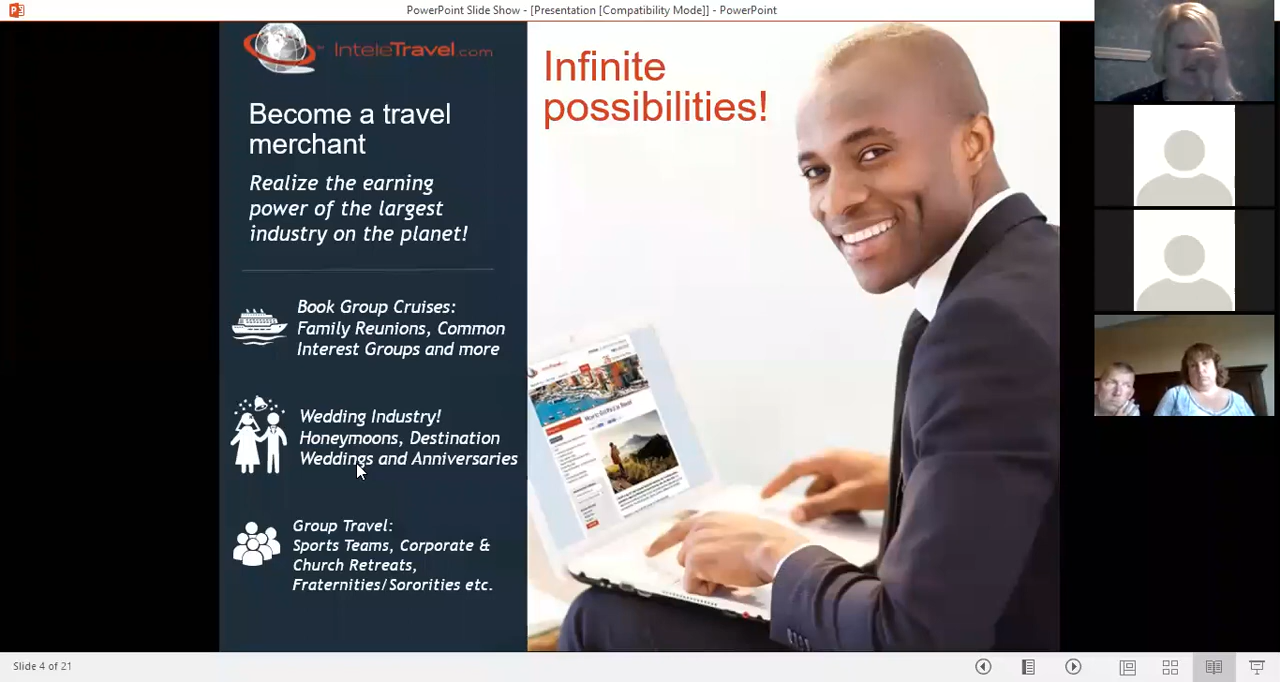 PowerPoint Slide Show - [Presentation [Compatibility Mode]] - PowerPoint
InteleTravel.com
Infinite
possibilities!
Become a travel
merchant
Realize the earning
power of the largest
industry on the planet!
Book Group Cruises:
Family Reunions, Common
Interest Groups and more
Wedding Industry!
Honeymoons, Destination
Weddings and Anniversaries
Group Travel:
Sports Teams, Corporate &
Church Retreats,
Fraternities/Sororities etc.
Slide 4 of 21